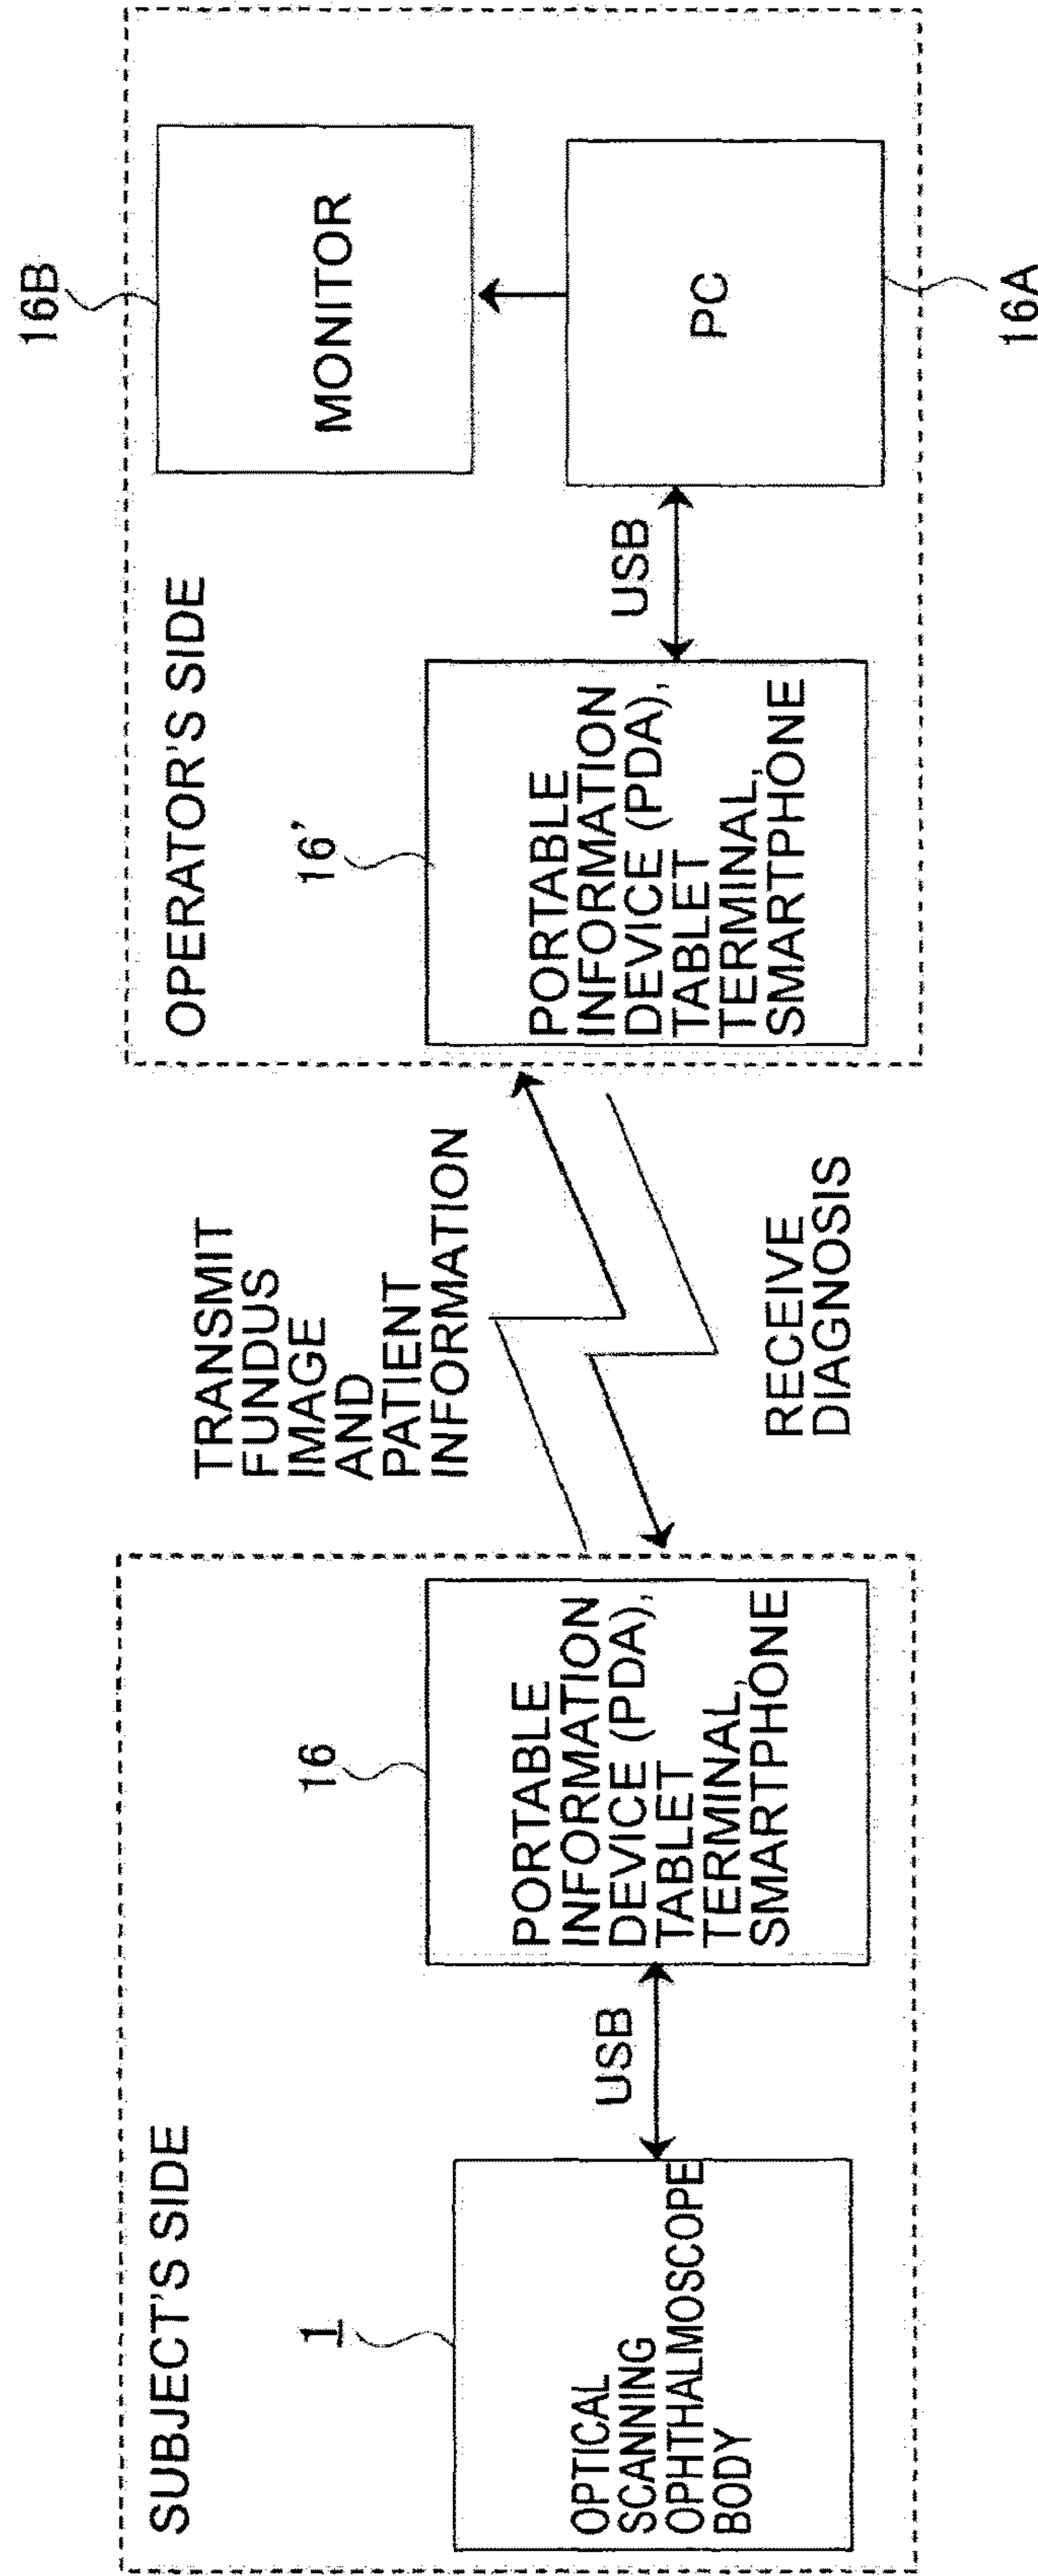 SUBJECT'S SIDE
1
OPTICAL
SCANNING
OPHTHALMOSCOPE
BODY
USB
16
PORTABLE
INFORMATION
DEVICE (PDA),
TABLET
TERMINAL,
SMARTPHONE
TRANSMIT
FUNDUS
IMAGE
AND
PATIENT
INFORMATION
RECEIVE
DIAGNOSIS
OPERATOR'S SIDE
16'
PORTABLE
INFORMATION
DEVICE (PDA),
TABLET
TERMINAL,
SMARTPHONE
USB
16B
MONITOR
PC
16A